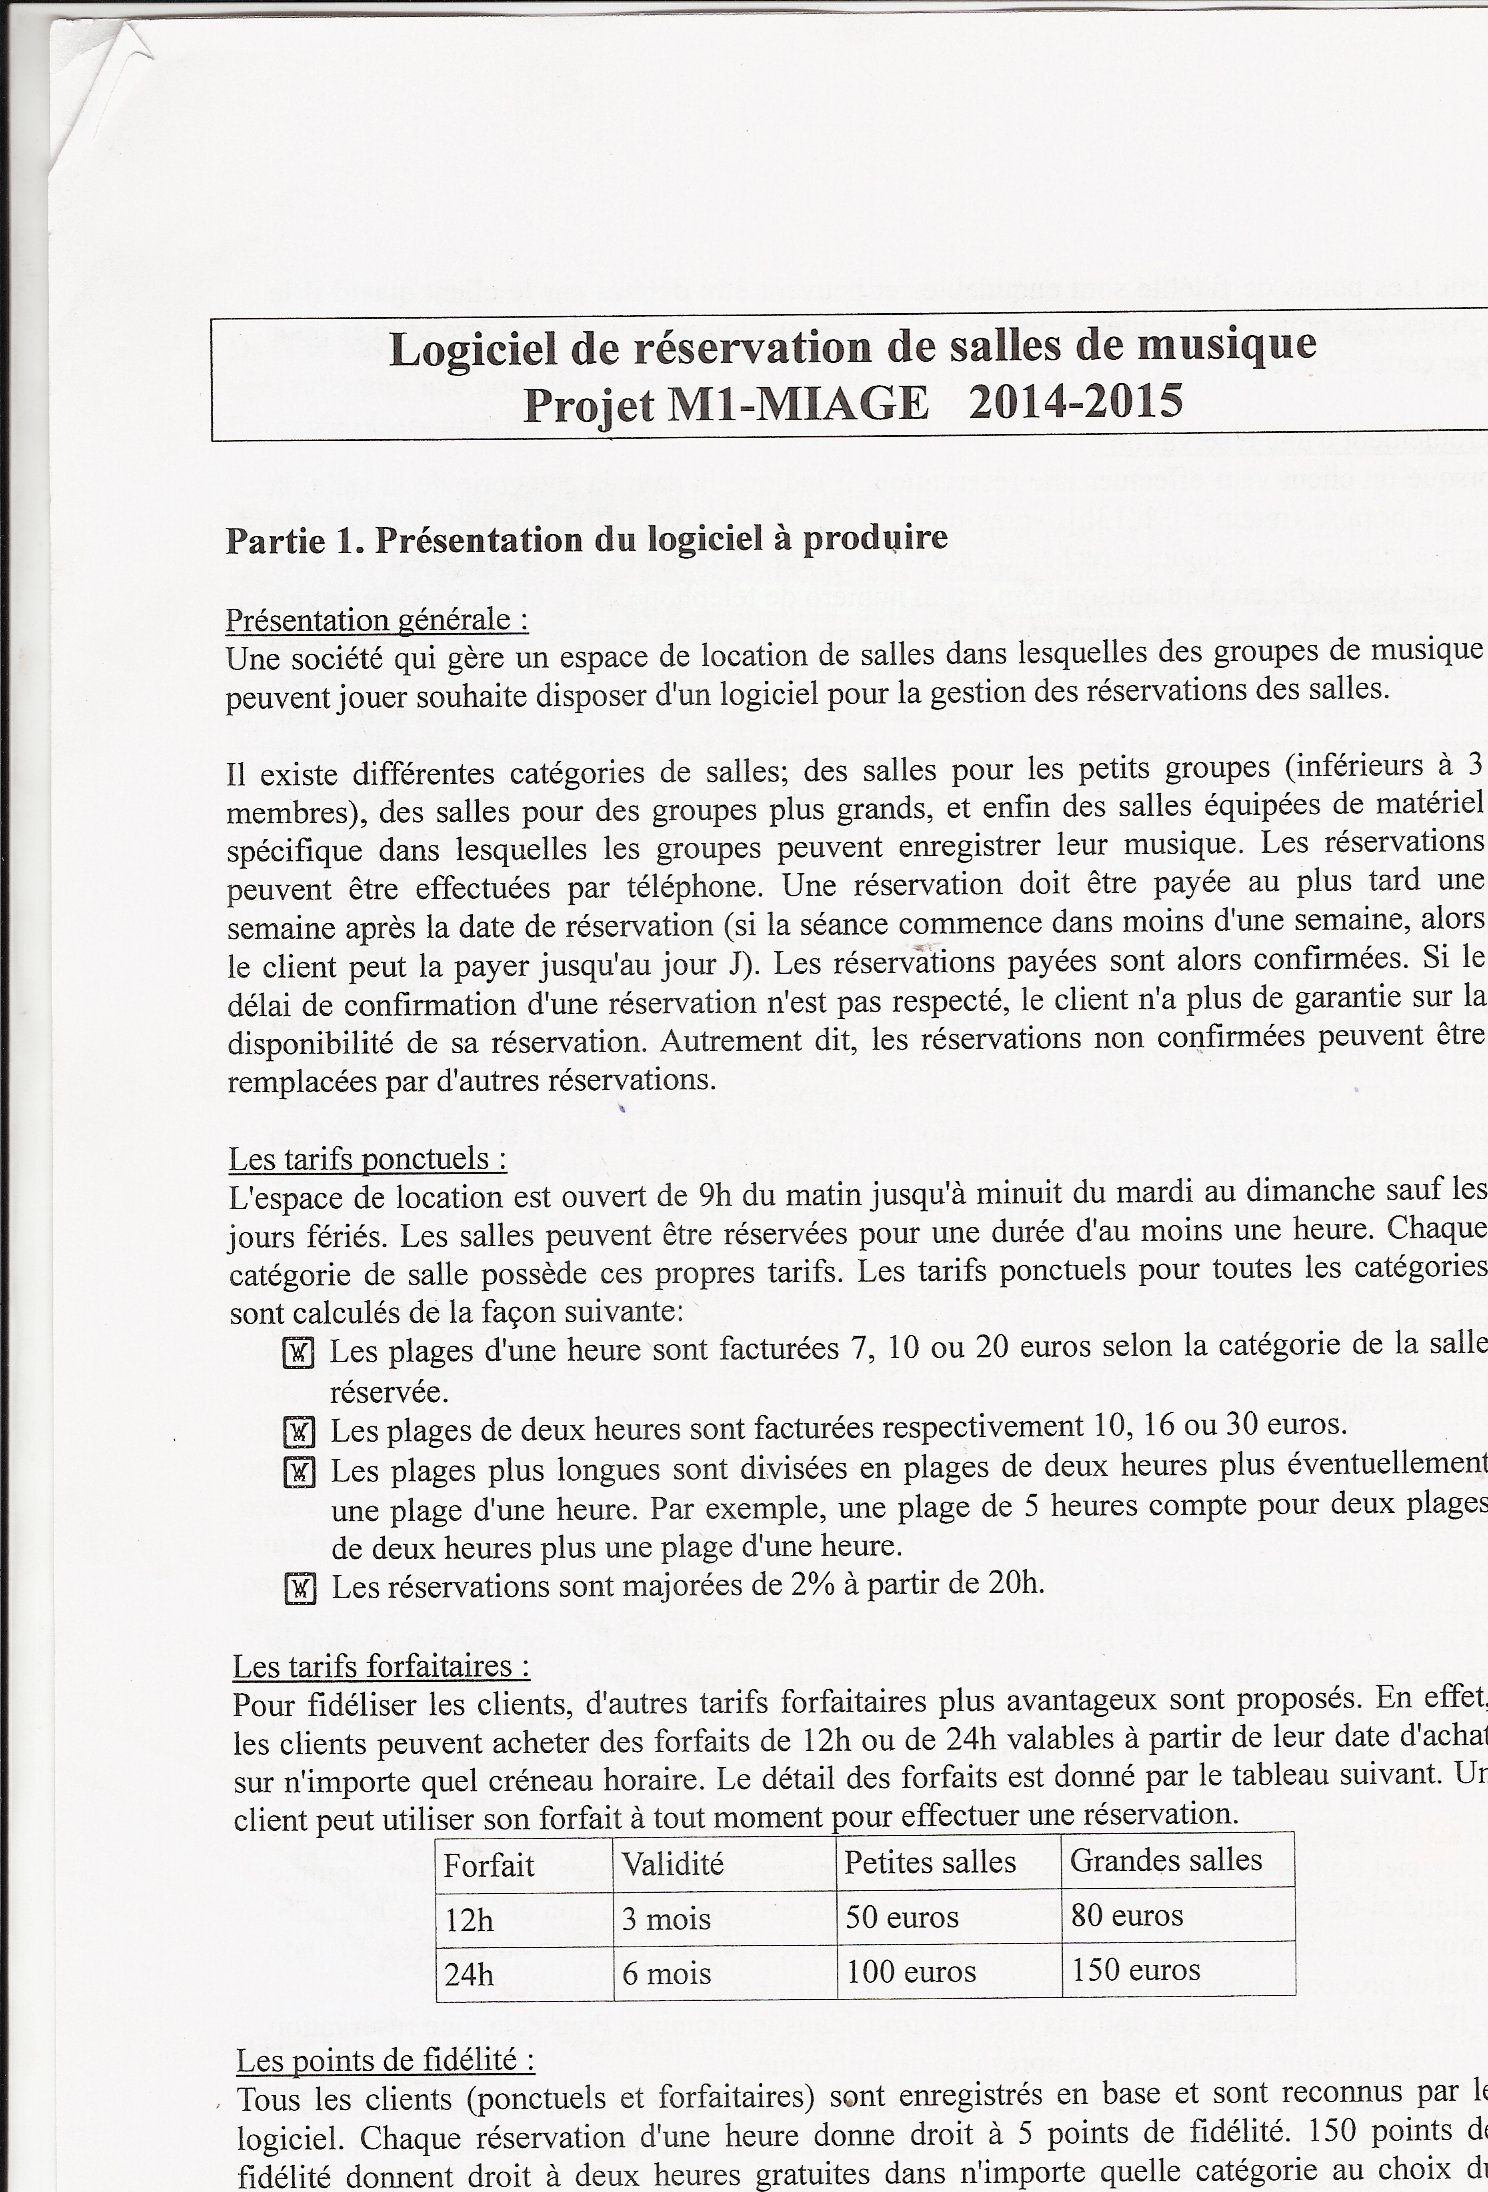 Logiciel de réservation de salles de musique
Projet M1-MIAGE 2014-2015
Partie 1. Présentation du logiciel à produire
Présentation générale :
Une société qui gère un espace de location de salles dans lesquelles des groupes de musique
peuvent jouer souhaite disposer d'un logiciel pour la gestion des réservations des salles.
Il existe différentes catégories de salles; des salles pour les petits groupes (inférieurs à 3
membres), des salles pour des groupes plus grands, et enfin des salles équipées de matériel
spécifique dans lesquelles les groupes peuvent enregistrer leur musique. Les réservations
peuvent être effectuées par téléphone. Une réservation doit être payée au plus tard une
semaine après la date de réservation (si la séance commence dans moins d'une semaine, alors
le client peut la payer jusqu'au jour J). Les réservations payées sont alors confirmées. Si le
délai de confirmation d'une réservation n'est pas respecté, le client n'a plus de garantie sur la
disponibilité de sa réservation. Autrement dit, les réservations non confirmées peuvent être
remplacées par d'autres réservations.
Les tarifs ponctuels :
L'espace de location est ouvert de 9h du matin jusqu'à minuit du mardi au dimanche sauf les
jours fériés. Les salles peuvent être réservées pour une durée d'au moins une heure. Chaque
catégorie de salle possède ces propres tarifs. Les tarifs ponctuels pour toutes les catégories
sont calculés de la façon suivante:
Les plages d'une heure sont facturées 7, 10 ou 20 euros selon la catégorie de la salle
réservée.
Les plages de deux heures sont facturées respectivement 10, 16 ou 30 euros.
Les plages plus longues sont divisées en plages de deux heures plus éventuellement
une plage d'une heure. Par exemple, une plage de 5 heures compte pour deux plages
de deux heures plus une plage d'une heure.
Les réservations sont majorées de 2% à partir de 20h.
Les tarifs forfaitaires :
Pour fidéliser les clients, d'autres tarifs forfaitaires plus avantageux sont proposés. En effet,
les clients peuvent acheter des forfaits de 12h ou de 24h valables à partir de leur date d'achat
sur n'importe quel créneau horaire. Le détail des forfaits est donné par le tableau suivant. Un
client peut utiliser son forfait à tout moment pour effectuer une réservation.
Forfait Validité Petites salles Grandes salles
12h 3 mois 50 euros 80 euros
24h 6 mois 100 euros 150 euros
Les points de fidélité :
Tous les clients (ponctuels et forfaitaires) sont enregistrés en base et sont reconnus par le
logiciel. Chaque réservation d'une heure donne droit à 5 points de fidélité. 150 points de
fidélité donnent droit à deux heures gratuites dans n'importe quelle catégorie au choix du